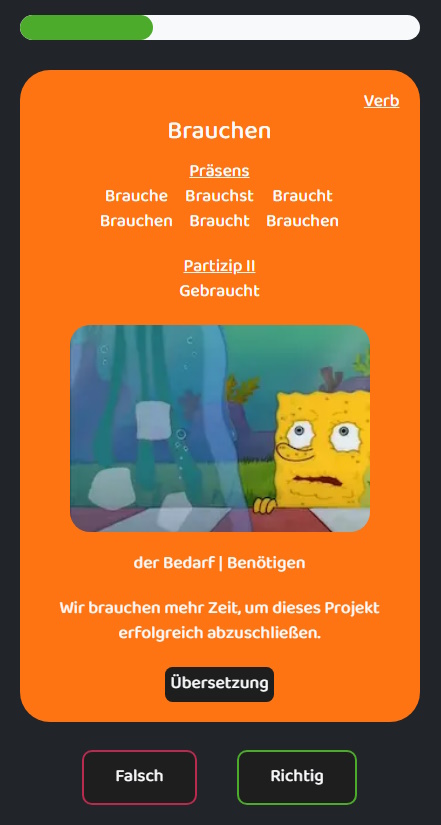 Verb
Brauchen
Präsens
Brauche Brauchst Braucht
Brauchen Braucht Brauchen
Partizip II
Gebraucht
der Bedarf | Benötigen
Wir brauchen mehr Zeit, um dieses Projekt
erfolgreich abzuschließen.
Übersetzung
Falsch Richtig